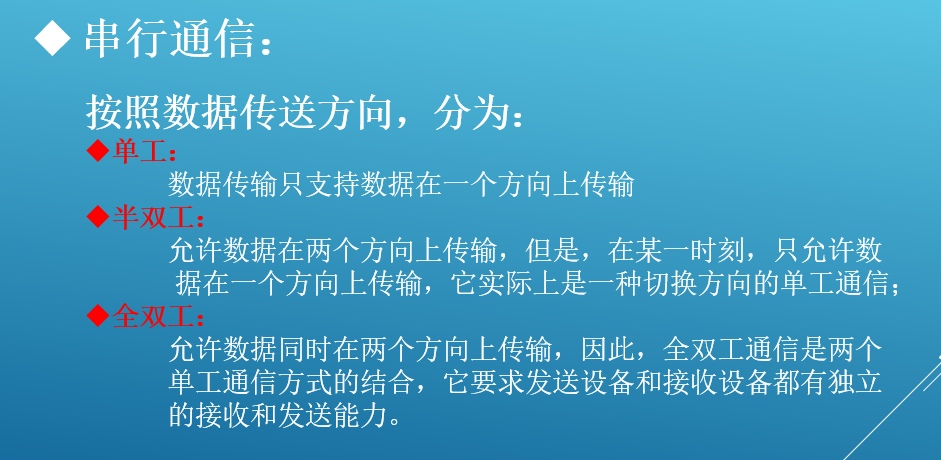 ◆ 串行通信：
按照数据传送方向，分为：
◆单工：
数据传输只支持数据在一个方向上传输
◆半双工：
允许数据在两个方向上传输，但是，在某一时刻，只允许数
据在一个方向上传输，它实际上是一种切换方向的单工通信；
◆全双工：
允许数据同时在两个方向上传输，因此，全双工通信是两个
单工通信方式的结合，它要求发送设备和接收设备都有独立
的接收和发送能力。